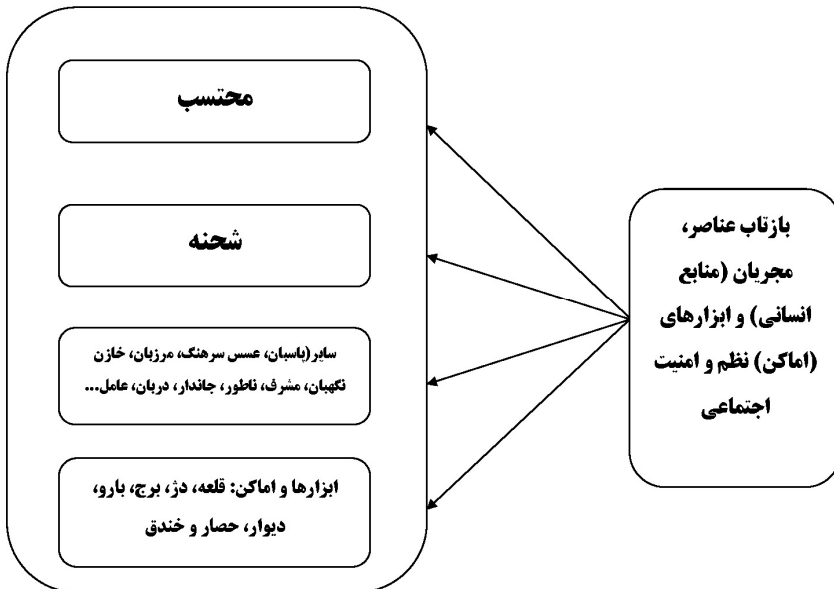 محتسب
شحنه
سایر(پاسبان، عسس سرهنگ، مرزبان، خازن
نگهبان، مشرف، ناطور، جاندار، دربان، عامل...
ابزارها و اماکن: قلعه، دژ، برج، بارو،
دیوار، حصار و خندق
بازتاب عناصر،
مجریان (منابع
انسانی) و ابزارهای
(اماکن) نظم و امنیت
اجتماعی